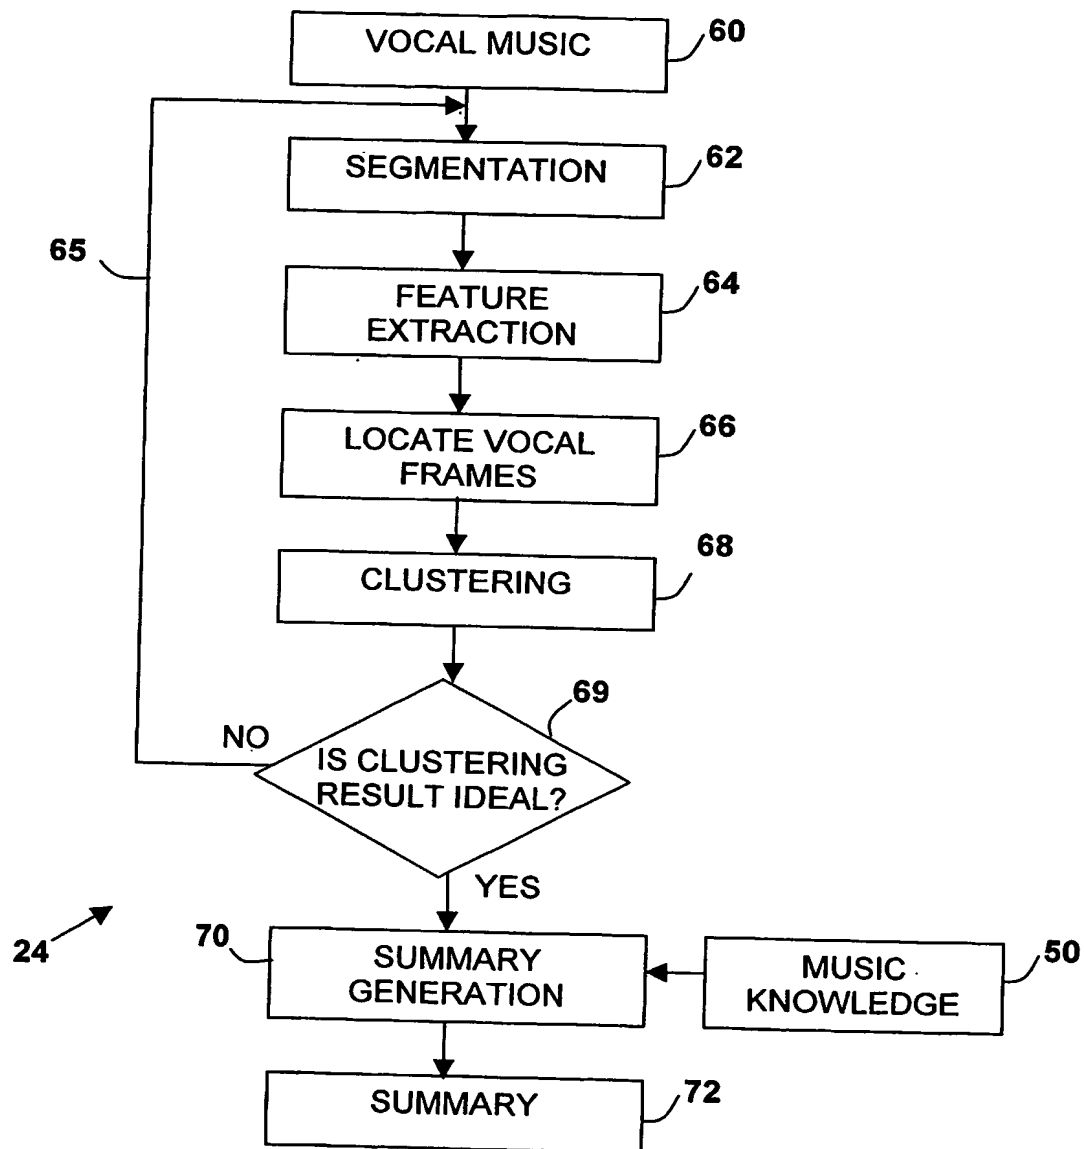 VOCAL MUSIC
60
SEGMENTATION
62
65
FEATURE
EXTRACTION
64
LOCATE VOCAL
FRAMES
66
CLUSTERING
68
69
NO
IS CLUSTERING
RESULT IDEAL?
YES
24
70
SUMMARY
GENERATION
MUSIC
KNOWLEDGE
50
SUMMARY
72